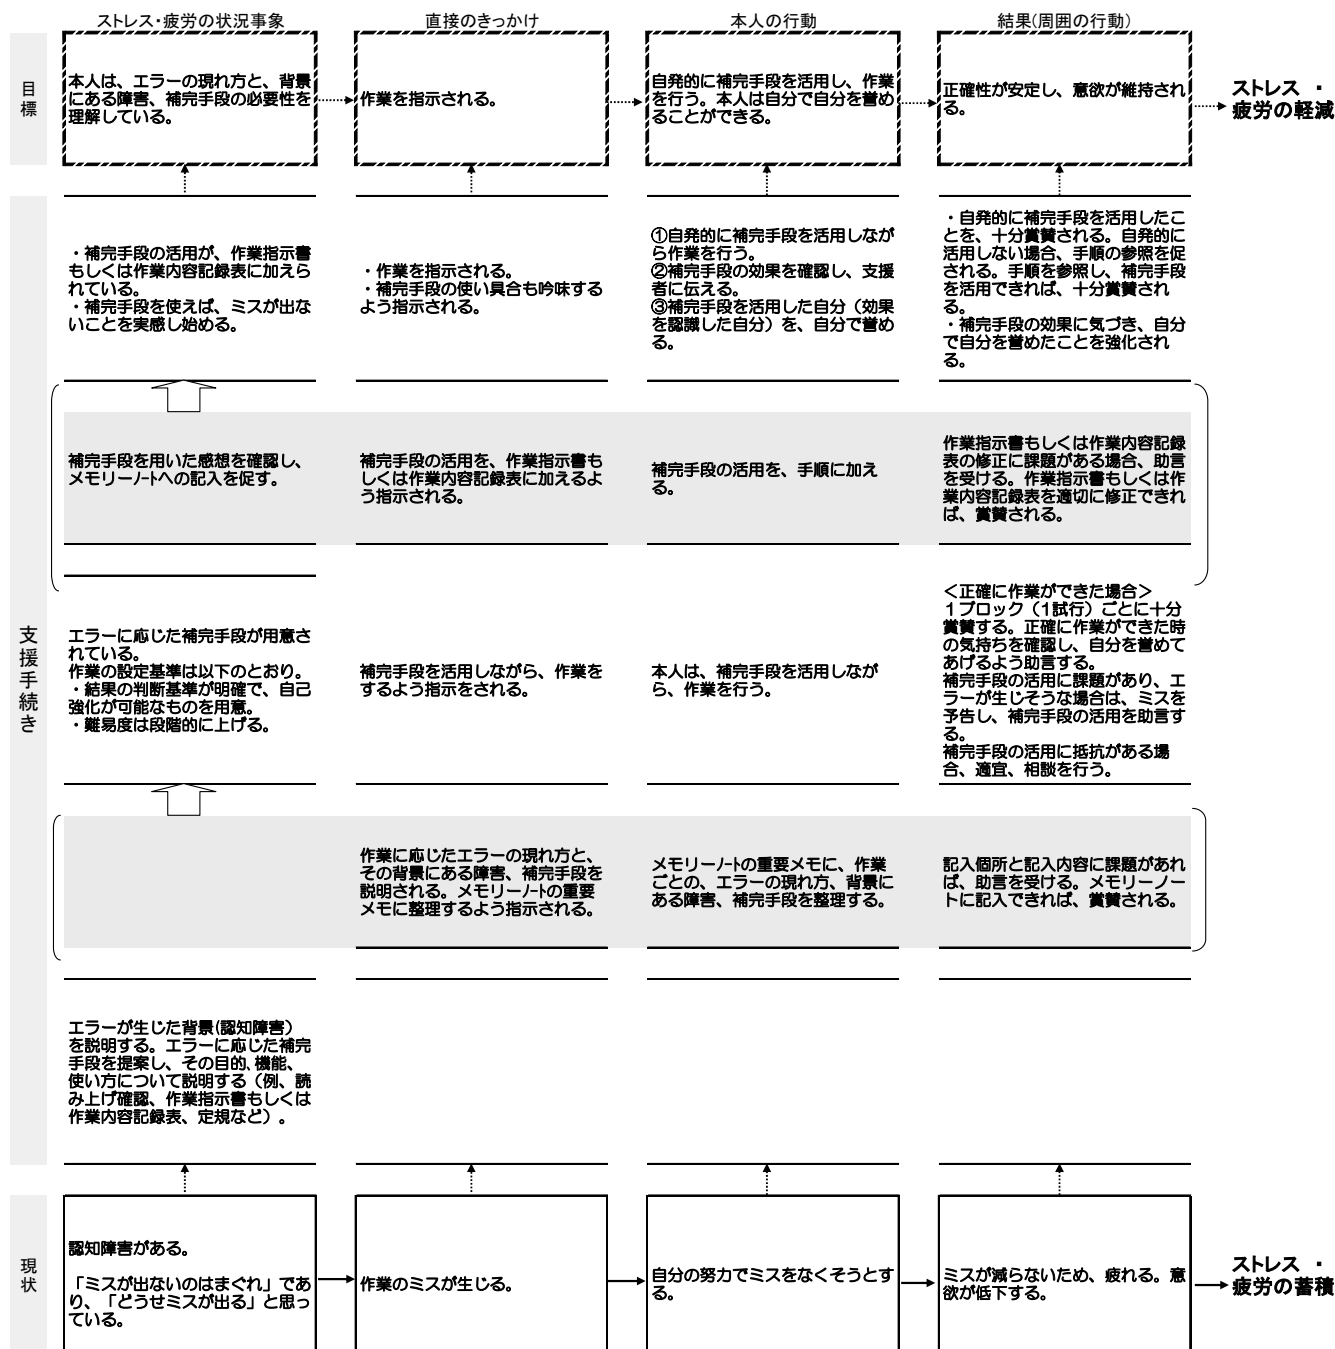 ストレス・疲労の状況事象
直接のきっかけ
本人の行動
結果(周囲の行動)
目標
本人は、エラーの現れ方と、背景
にある障害、補完手段の必要性を
理解している。
作業を指示される。
自発的に補完手段を活用し、作業
を行う。本人は自分で自分を誉め
ることができる。
正確性が安定し、意欲が維持され
る。
ストレス・
疲労の軽減
支援手続き
・補完手段の活用が、作業指示書
もしくは作業内容記録表に加えら
れている。
・補完手段を使えば、ミスが出な
いことを実感し始める。
・作業を指示される。
・補完手段の使い具合も吟味する
よう指示される。
①自発的に補完手段を活用しなが
ら作業を行う。
②補完手段の効果を確認し、支援
者に伝える。
③補完手段を活用した自分（効果
を認識した自分）を、自分で誉め
る。
・自発的に補完手段を活用したこ
とを、十分賞賛される。自発的に
活用しない場合、手順の参照を促
される。手順を参照し、補完手段
を活用できれば、十分賞賛され
る。
・補完手段の効果に気づき、自分
で自分を誉めたことを強化され
る。
補完手段を用いた感想を確認し、
メモリーノートへの記入を促す。
補完手段の活用を、作業指示書も
しくは作業内容記録表に加えるよ
う指示される。
補完手段の活用を、手順に加え
る。
作業指示書もしくは作業内容記録
表の修正に課題がある場合、助言
を受ける。作業指示書もしくは作
業内容記録表を適切に修正できれ
ば、賞賛される。
エラーに応じた補完手段が用意さ
れている。
作業の設定基準は以下のとおり。
・結果の判断基準が明確で、自己
強化が可能なものを用意。
・難易度は段階的に上げる。
補完手段を活用しながら、作業を
するよう指示をされる。
本人は、補完手段を活用しなが
ら、作業を行う。
＜正確に作業ができた場合＞
１ブロック（1試行）ごとに十分
賞賛する。正確に作業ができた時
の気持ちを確認し、自分を誉めて
あげるよう助言する。
補完手段の活用に課題があり、エ
ラーが生じそうな場合は、ミスを
予告し、補完手段の活用を助言す
る。
補完手段の活用に抵抗がある場
合、適宜、相談を行う。
作業に応じたエラーの現れ方と、
その背景にある障害、補完手段を
説明される。メモリーノートの重要
メモに整理するよう指示される。
メモリーノートの重要メモに、作業
ごとの、エラーの現れ方、背景に
ある障害、補完手段を整理する。
記入個所と記入内容に課題があれ
ば、助言を受ける。メモリーノー
トに記入できれば、賞賛される。
エラーが生じた背景(認知障害)
を説明する。エラーに応じた補完
手段を提案し、その目的、機能、
使い方について説明する（例、読
み上げ確認、作業指示書もしくは
作業内容記録表、定規など）。
現状
認知障害がある。
「ミスが出ないのはまぐれ」であ
り、「どうせミスが出る」と思っ
ている。
作業のミスが生じる。
自分の努力でミスをなくそうとす
る。
ミスが減らないため、疲れる。意
欲が低下する。
ストレス・
疲労の蓄積